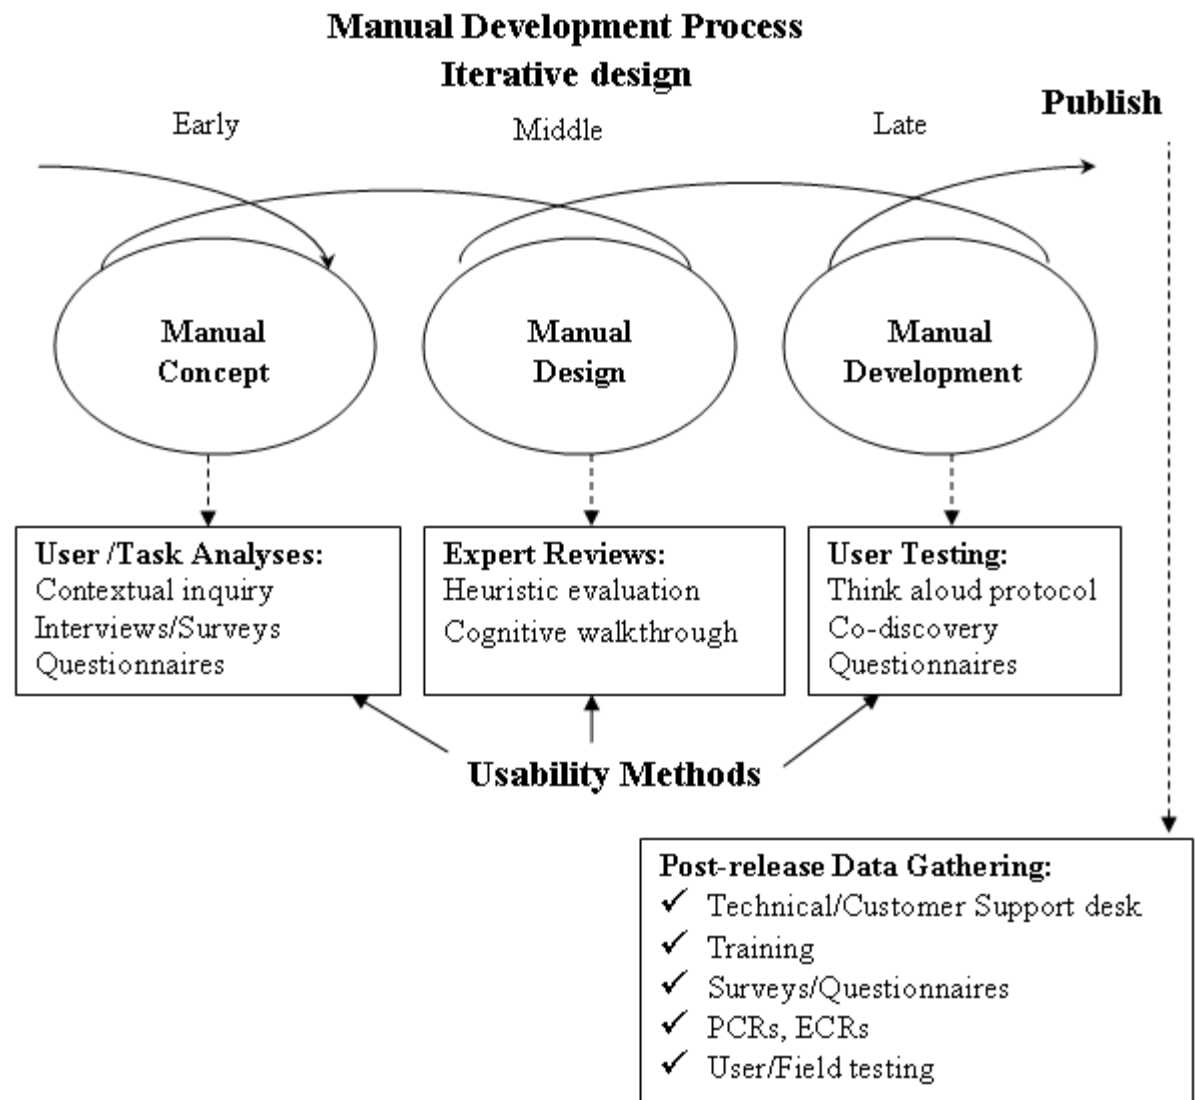 Manual Development Process
Iterative design
Publish
Early
Middle
Late
Manual
Concept
Manual
Design
Manual
Development
User /Task Analyses:
Contextual inquiry
Interviews/Surveys
Questionnaires
Expert Reviews:
Heuristic evaluation
Cognitive walkthrough
User Testing:
Think aloud protocol
Co-discovery
Questionnaires
Usability Methods
Post-release Data Gathering:
✓ Technical/Customer Support desk
✓ Training
✓ Surveys/Questionnaires
✓ PCRs, ECRs
✓ User/Field testing